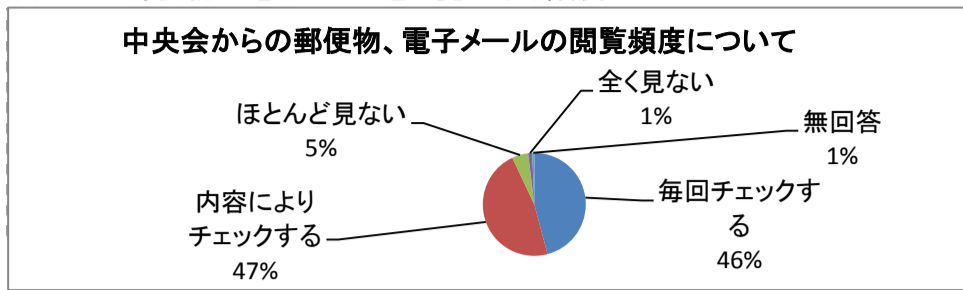 中央会からの郵便物、電子メールの閲覧頻度について
全く見ない
1%
ほとんど見ない
5%
無回答
1%
内容により
チェックする
47%
毎回チェックす
る
46%